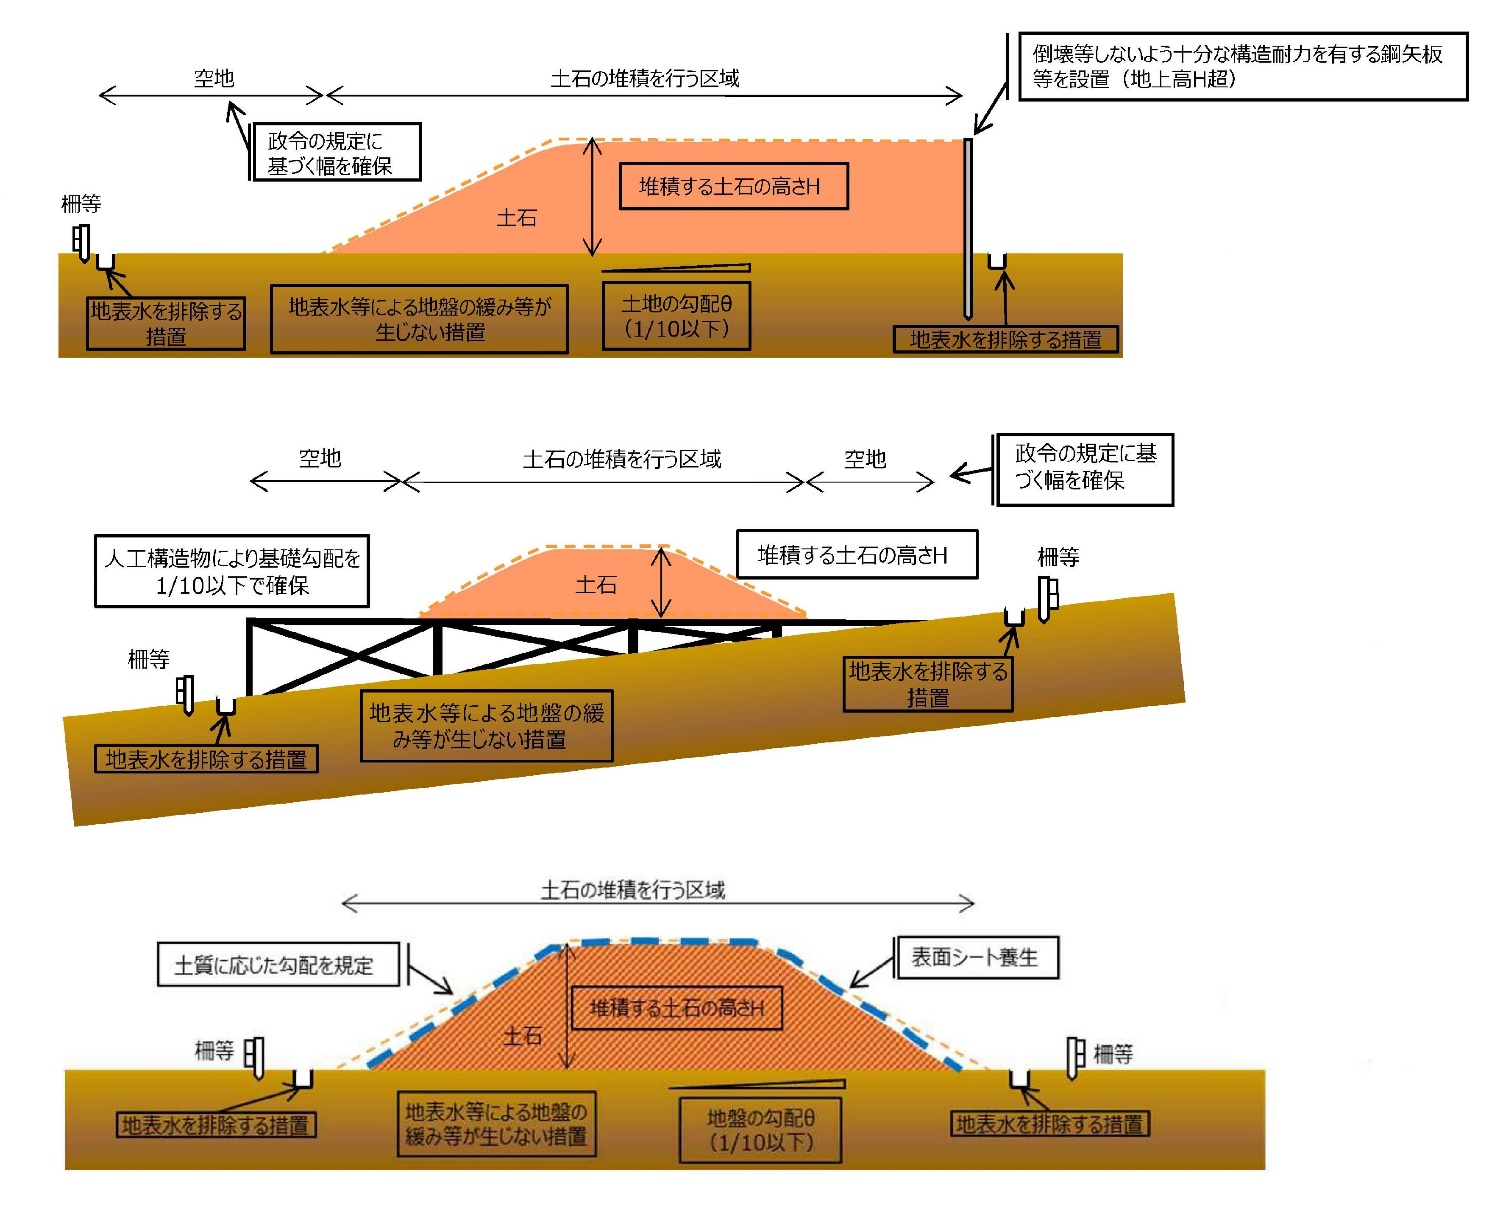 倒壊等しないよう十分な構造耐力を有する鋼矢板
等を設置（地上高H超）
空地
土石の堆積を行う区域
政令の規定に
基づく幅を確保
堆積する土石の高さH
柵等
土石
地表水を排除する
措置
地表水等による地盤の緩み等が
生じない措置
土地の勾配θ
（1/10以下）
地表水を排除する措置
空地
土石の堆積を行う区域
空地
政令の規定に基
づく幅を確保
人工構造物により基礎勾配を
1/10以下で確保
堆積する土石の高さH
柵等
土石
柵等
地表水を排除する
措置
地表水等による地盤の緩
み等が生じない措置
地表水を排除する措置
土石の堆積を行う区域
土質に応じた勾配を規定
表面シート養生
堆積する土石の高さH
土石
柵等
柵等
地表水を排除する措置
地表水等による地盤の
緩み等が生じない措置
地盤の勾配θ
（1/10以下）
地表水を排除する措置